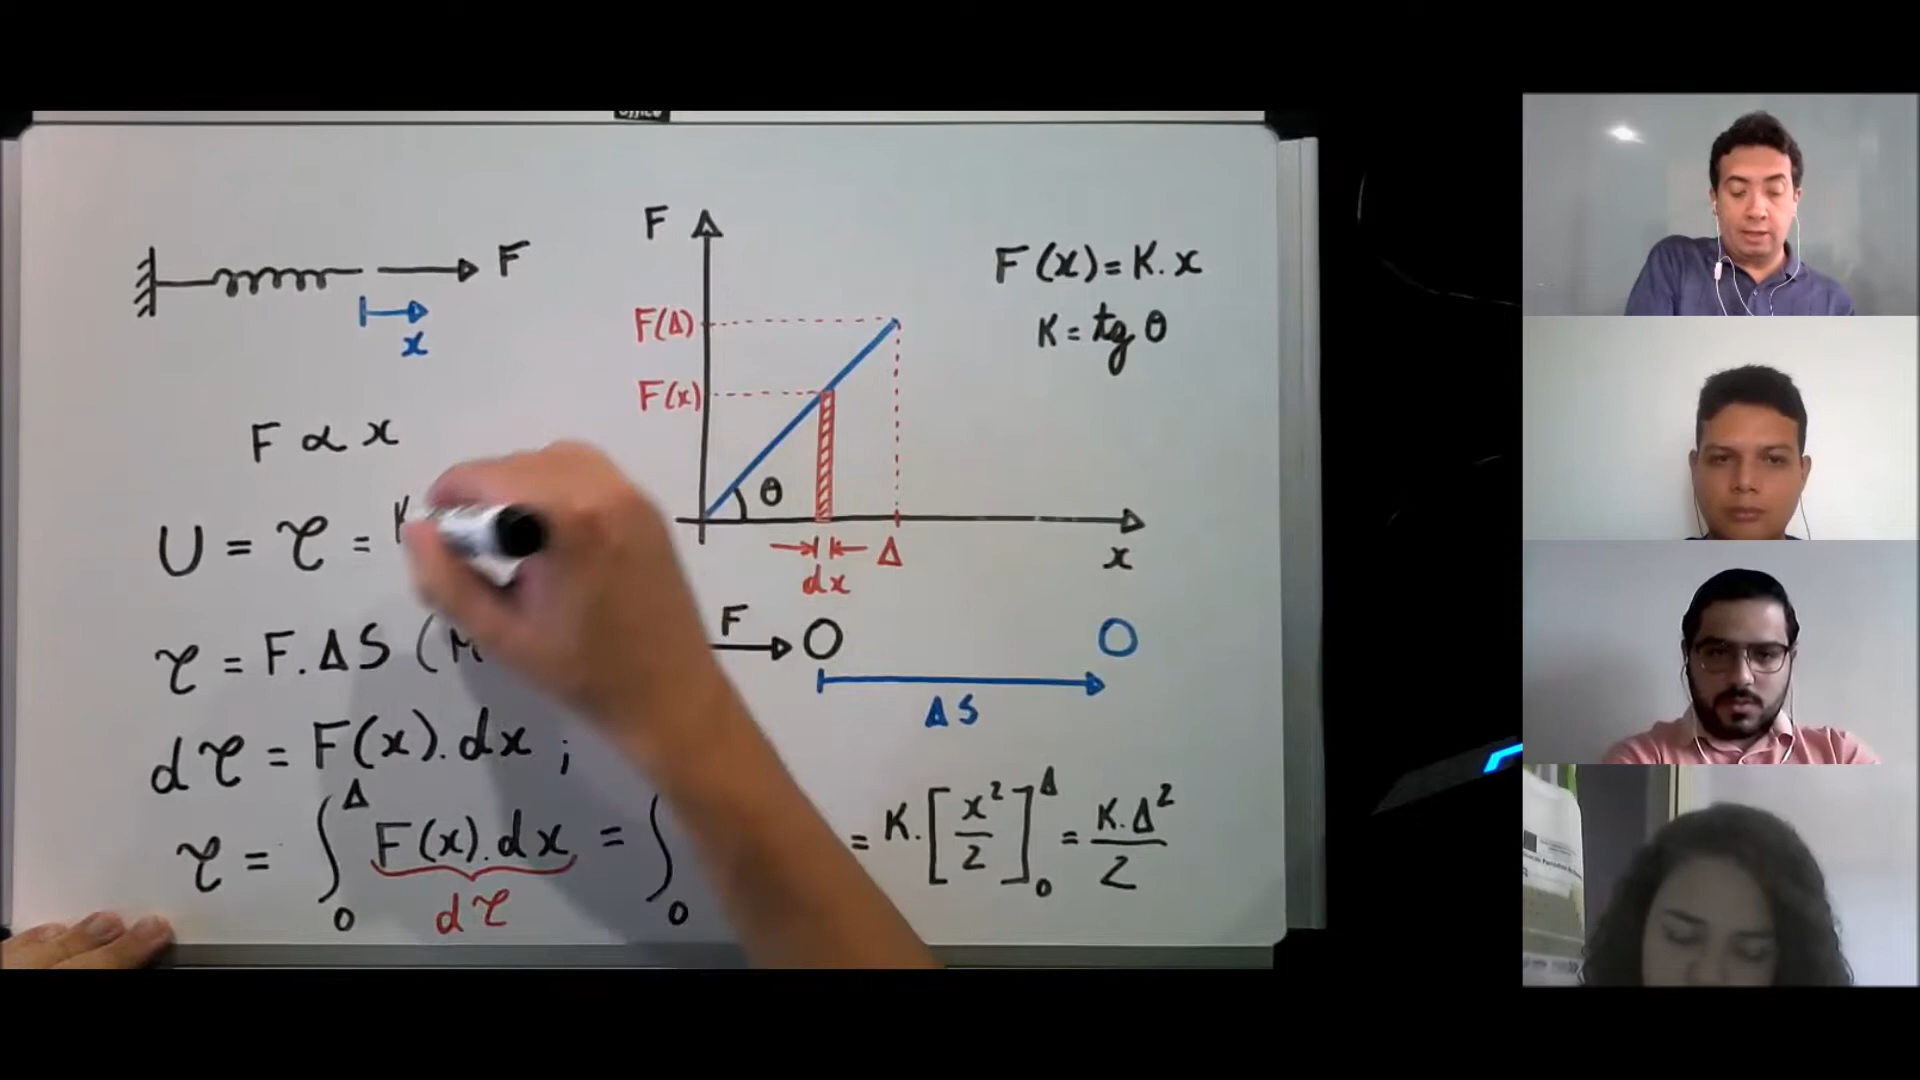 F
x
F ∝ x
U = 𝜏 = K
𝜏 = F.ΔS (
d𝜏 = F(x).dx ;
𝜏 = ∫₀^Δ F(x).dx = ∫₀ = K.[x²/2]₀^Δ = K.Δ²/2
d𝜏
F
F(Δ)
F(x)
θ
Δ
dx
x
F
ΔS
F(x) = K.x
K = tg θ